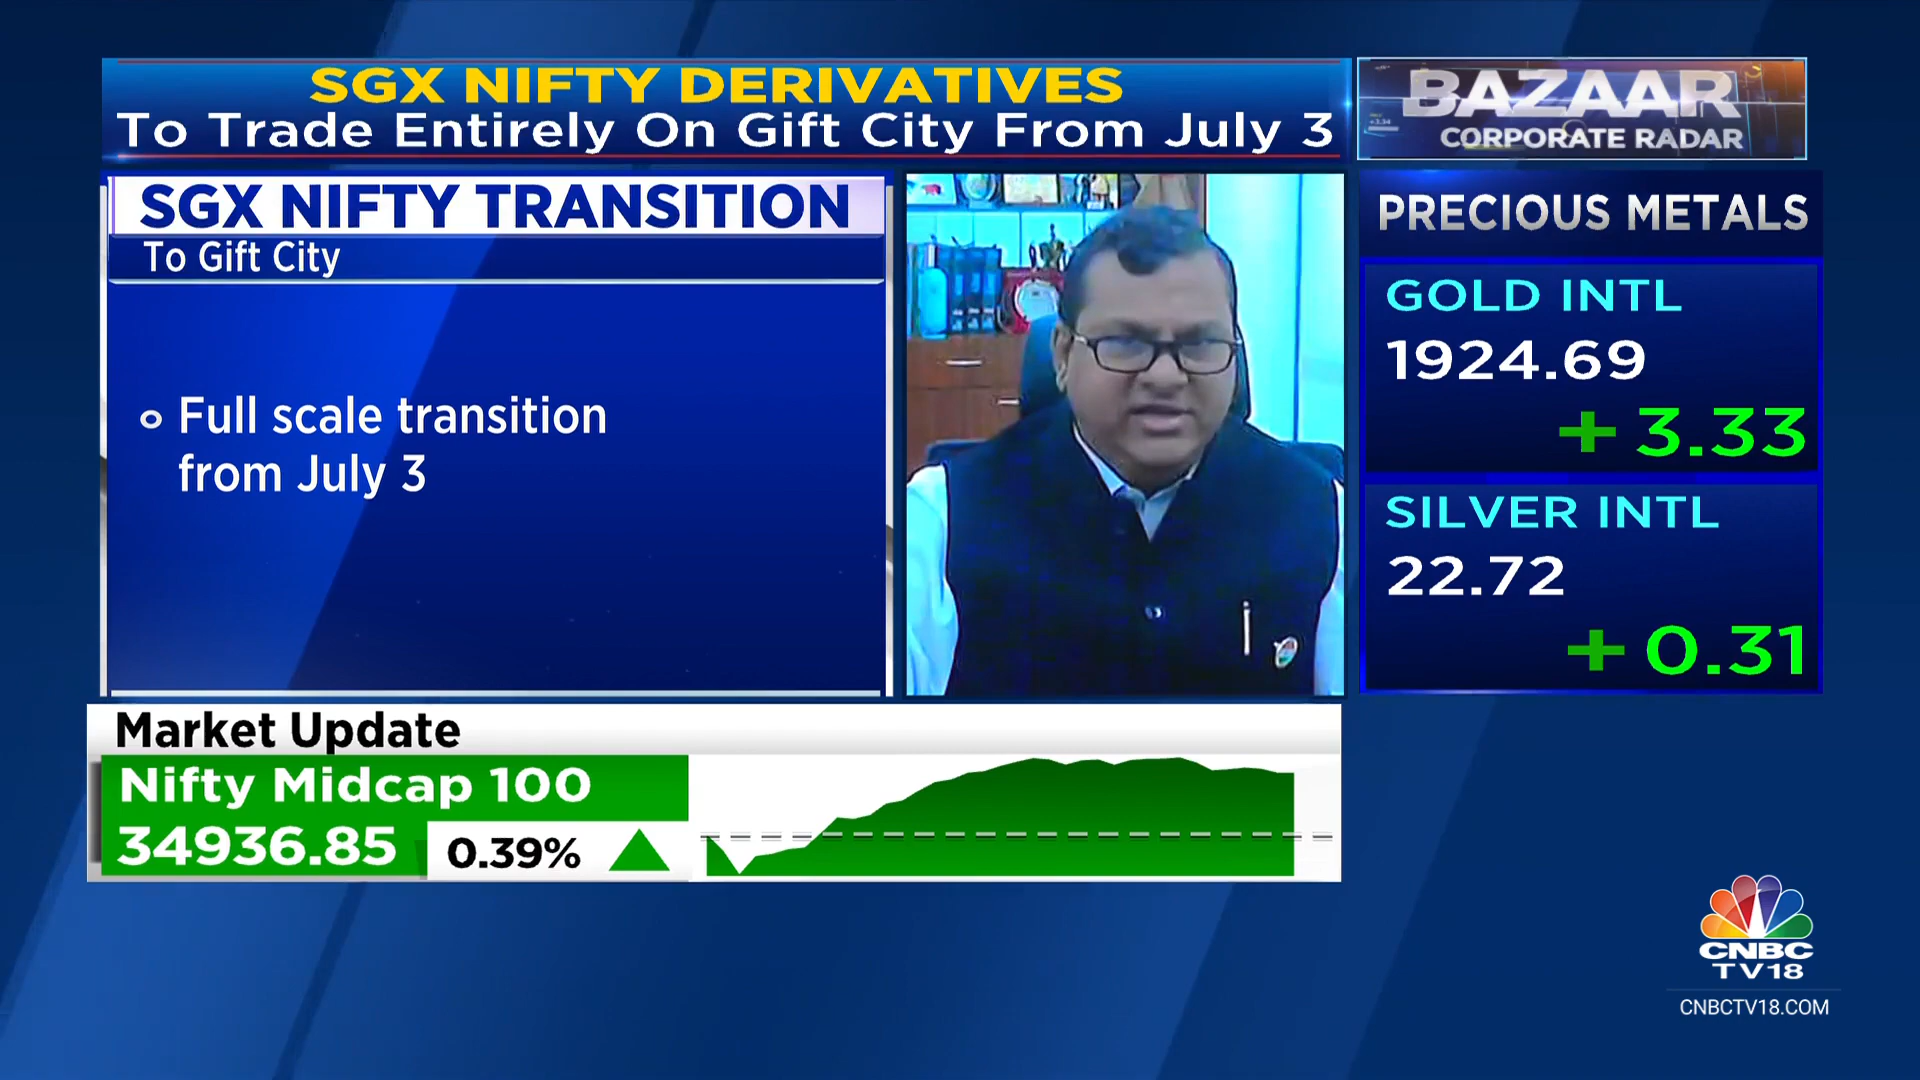 SGX NIFTY DERIVATIVES
To Trade Entirely On Gift City From July 3
BAZAAR
CORPORATE RADAR
SGX NIFTY TRANSITION
To Gift City
Full scale transition
from July 3
PRECIOUS METALS
GOLD INTL
1924.69
+ 3.33
SILVER INTL
22.72
+ 0.31
Market Update
Nifty Midcap 100
34936.85
0.39%
CNBC
TV18
CNBCTV18.COM